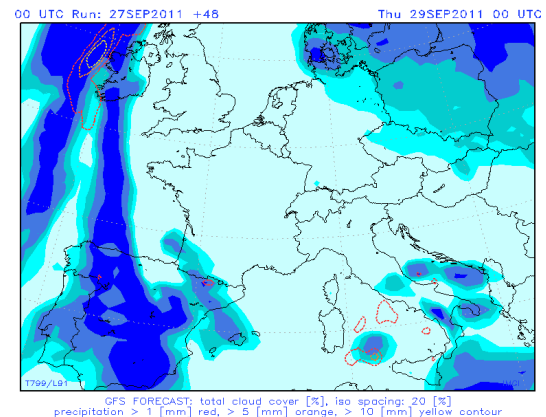 00 UTC Run: 27SEP2011 +48 Thu 29SEP2011 00 UTC
T799/L91
GFS FORECAST: total cloud cover [%], iso spacing: 20 [%]
precipitation > 1 [mm] red, > 5 [mm] orange, > 10 [mm] yellow contour